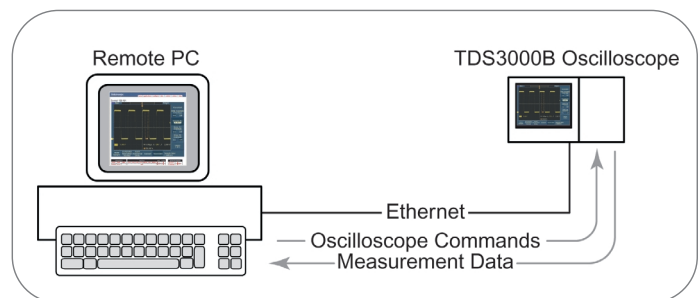 Remote PC
TDS3000B Oscilloscope
Ethernet
Oscilloscope Commands
Measurement Data